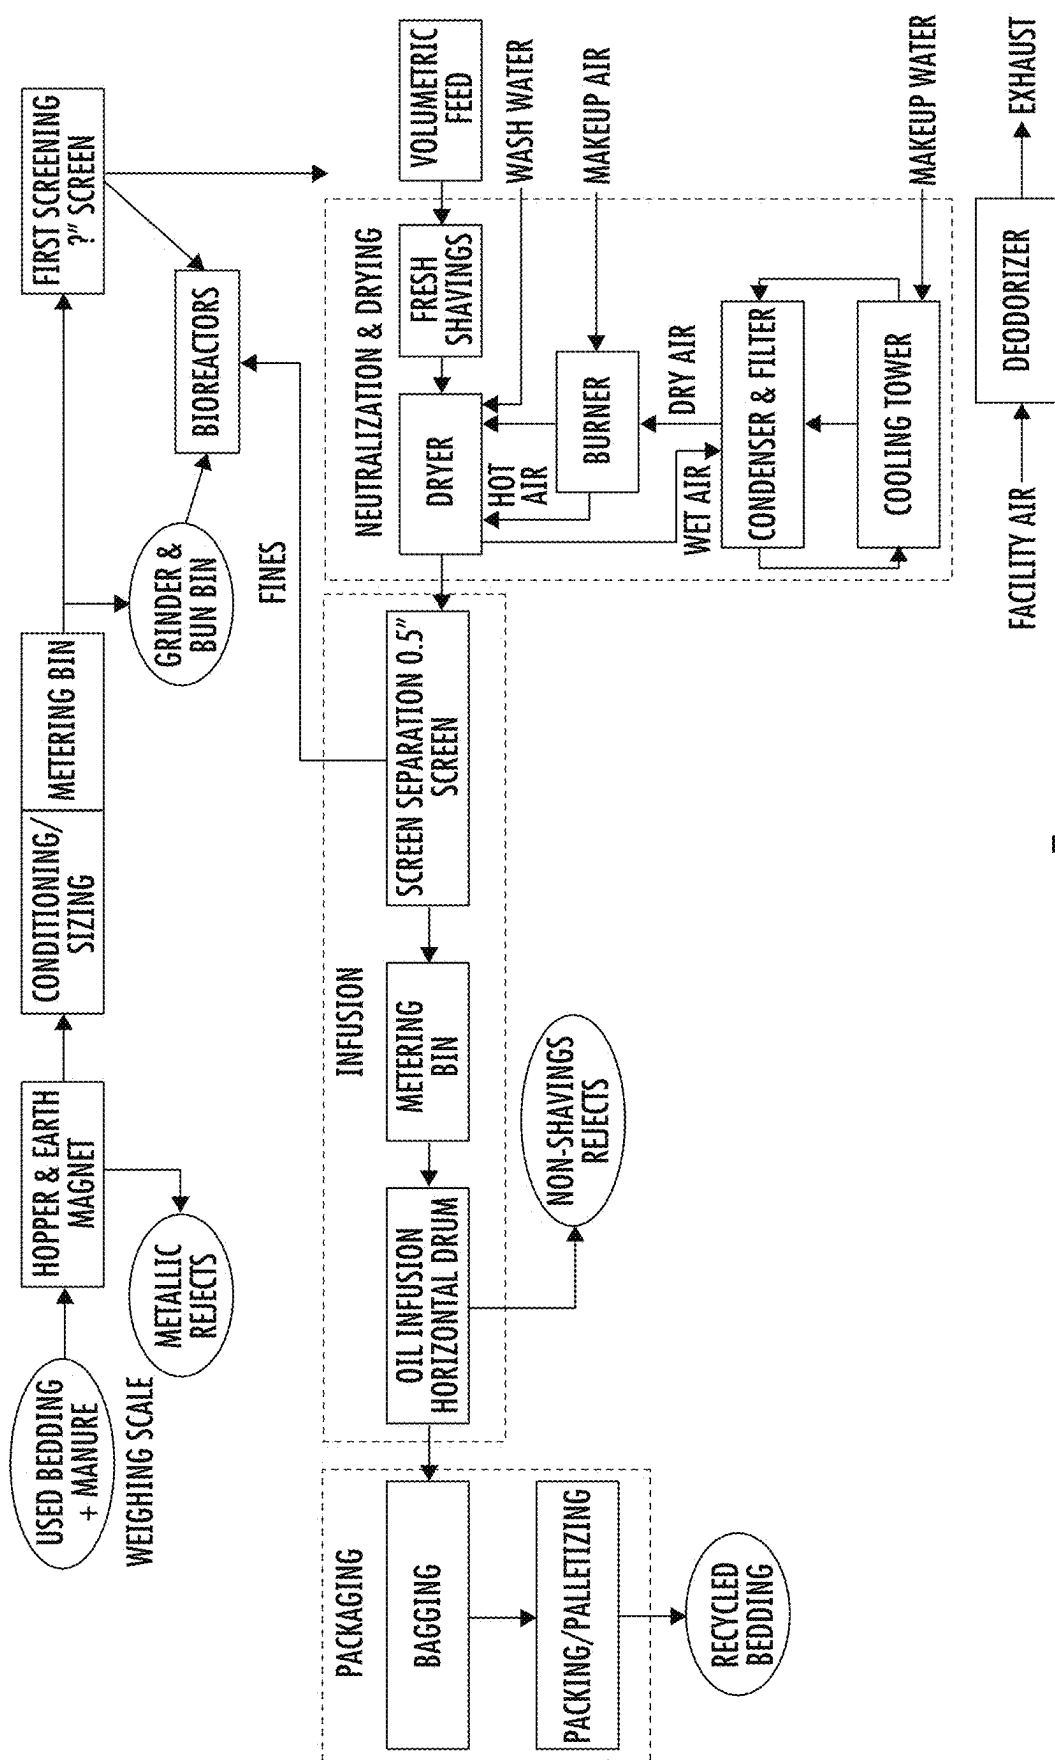 USED BEDDING
+ MANURE
WEIGHING SCALE
HOPPER & EARTH
MAGNET
METALLIC
REJECTS
CONDITIONING/
SIZING
METERING BIN
GRINDER &
BUN BIN
FIRST SCREENING
?" SCREEN
BIOREACTORS
FINES
PACKAGING
BAGGING
PACKING/PALLETIZING
RECYCLED
BEDDING
INFUSION
OIL INFUSION
HORIZONTAL DRUM
METERING
BIN
SCREEN SEPARATION 0.5"
SCREEN
NON-SHAVINGS
REJECTS
NEUTRALIZATION & DRYING
DRYER
FRESH
SHAVINGS
VOLUMETRIC
FEED
WASH WATER
HOT
AIR
BURNER
MAKEUP AIR
WET AIR
DRY AIR
CONDENSER & FILTER
COOLING TOWER
MAKEUP WATER
FACILITY AIR
DEODORIZER
EXHAUST